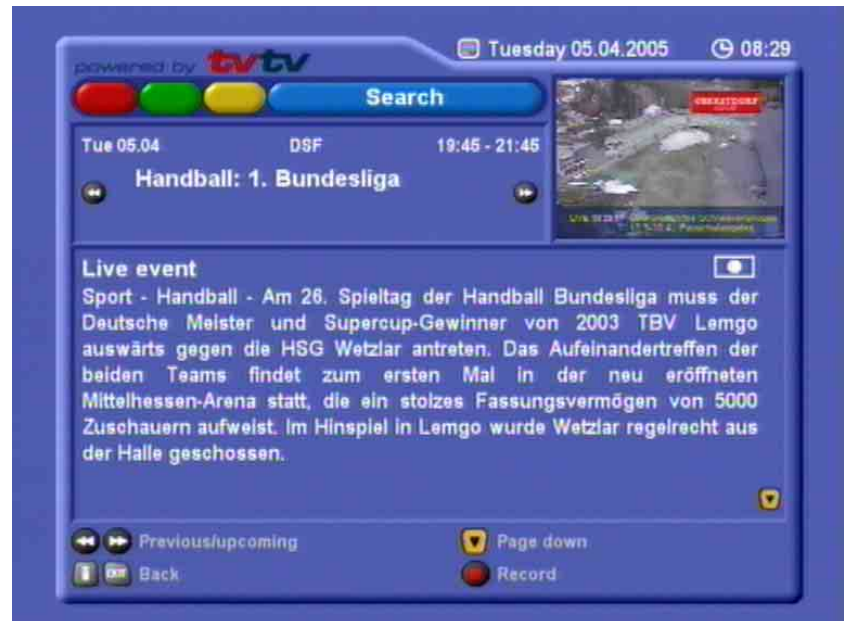 powered by tvtv
Tuesday 05.04.2005 08:29
Search
OBERSTDORF
Tue 05.04 DSF 19:45 - 21:45
Handball: 1. Bundesliga
Live event
Sport - Handball - Am 26. Spieltag der Handball Bundesliga muss der
Deutsche Meister und Supercup-Gewinner von 2003 TBV Lemgo
auswärts gegen die HSG Wetzlar antreten. Das Aufeinandertreffen der
beiden Teams findet zum ersten Mal in der neu eröffneten
Mittelhessen-Arena statt, die ein stolzes Fassungsvermögen von 5000
Zuschauern aufweist. Im Hinspiel in Lemgo wurde Wetzlar regelrecht aus
der Halle geschossen.
Previous/upcoming Page down
i EXIT Back Record